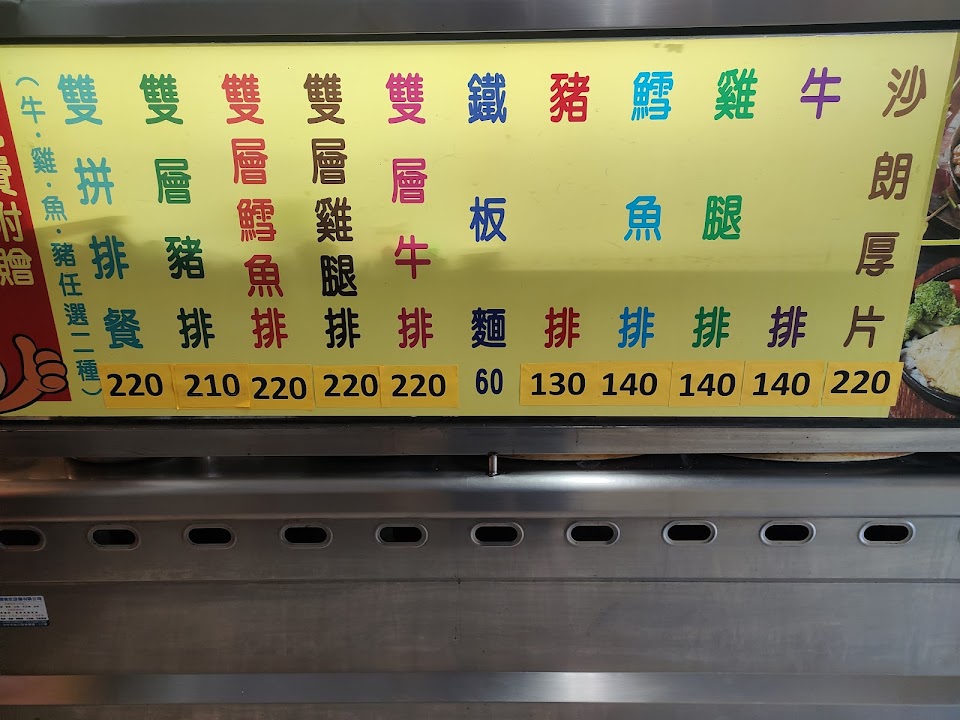 沙朗厚片 220
牛排 140
雞腿排 140
鱈魚排 140
豬排 130
鐵板麵 60
雙層牛排 220
雙層雞腿排 220
雙層鱈魚排 220
雙層豬排 210
雙拼排餐 220
（牛．雞．魚．豬任選二種）
費附贈